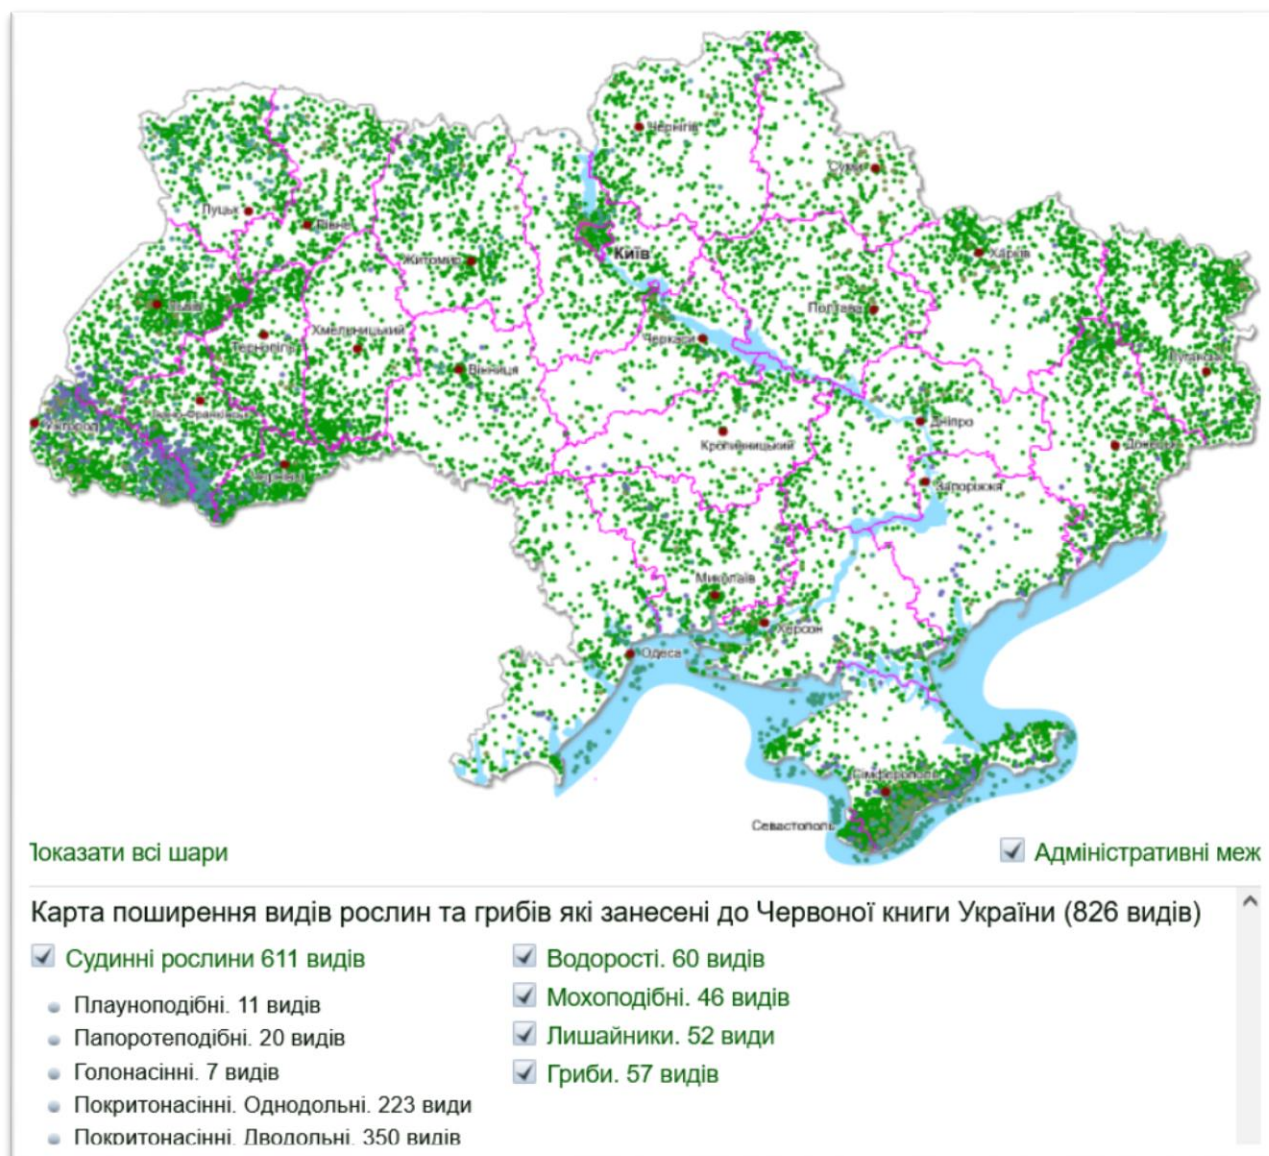 Чернігів
Суми
Луцьк
Рівне
Київ
Харків
Житомир
Львів
Полтава
Хмельницький
Тернопіль
Черкаси
Луганськ
Вінниця
Івано-Франківськ
Ужгород
Дніпро
Кропивницький
Донецьк
Чернівці
Запоріжжя
Миколаїв
Херсон
Одеса
Сімферополь
Севастополь
Показати всі шари
Адміністративні меж
Карта поширення видів рослин та грибів які занесені до Червоної книги України (826 видів)
Судинні рослини 611 видів
Плауноподібні. 11 видів
Папоротеподібні. 20 видів
Голонасінні. 7 видів
Покритонасінні. Однодольні. 223 види
Покритонасінні. Дводольні. 350 видів
Водорості. 60 видів
Мохоподібні. 46 видів
Лишайники. 52 види
Гриби. 57 видів